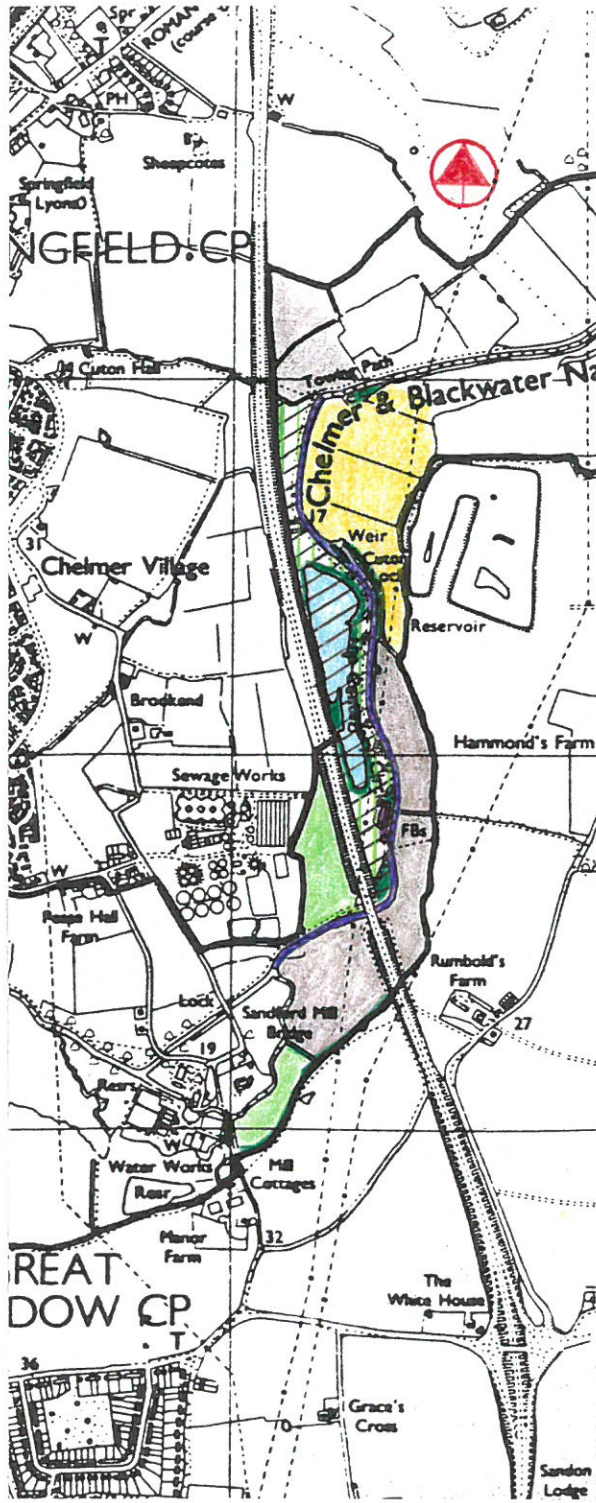 Spr
ROMAN
(course
T
PH
W
Sheepcotes
Springfield
Lyons
NGFIELD CP
Cuton Hall
Towing Path
Chelmer & Blackwater Na
17
Weir
31
Chelmer Village
W
Reservoir
Brookend
Hammond's Farm
Sewage Works
FBs
W
Hall
Farm
Lock
Sandford Mill
Bridge
Rumbold's
Farm
27
19
Resrs
W
Water Works
Mill
Cottages
Resr
Manor
Farm
32
REAT
DOW CP
The
White House
T
36
Grace's
Cross
Sandon
Lodge